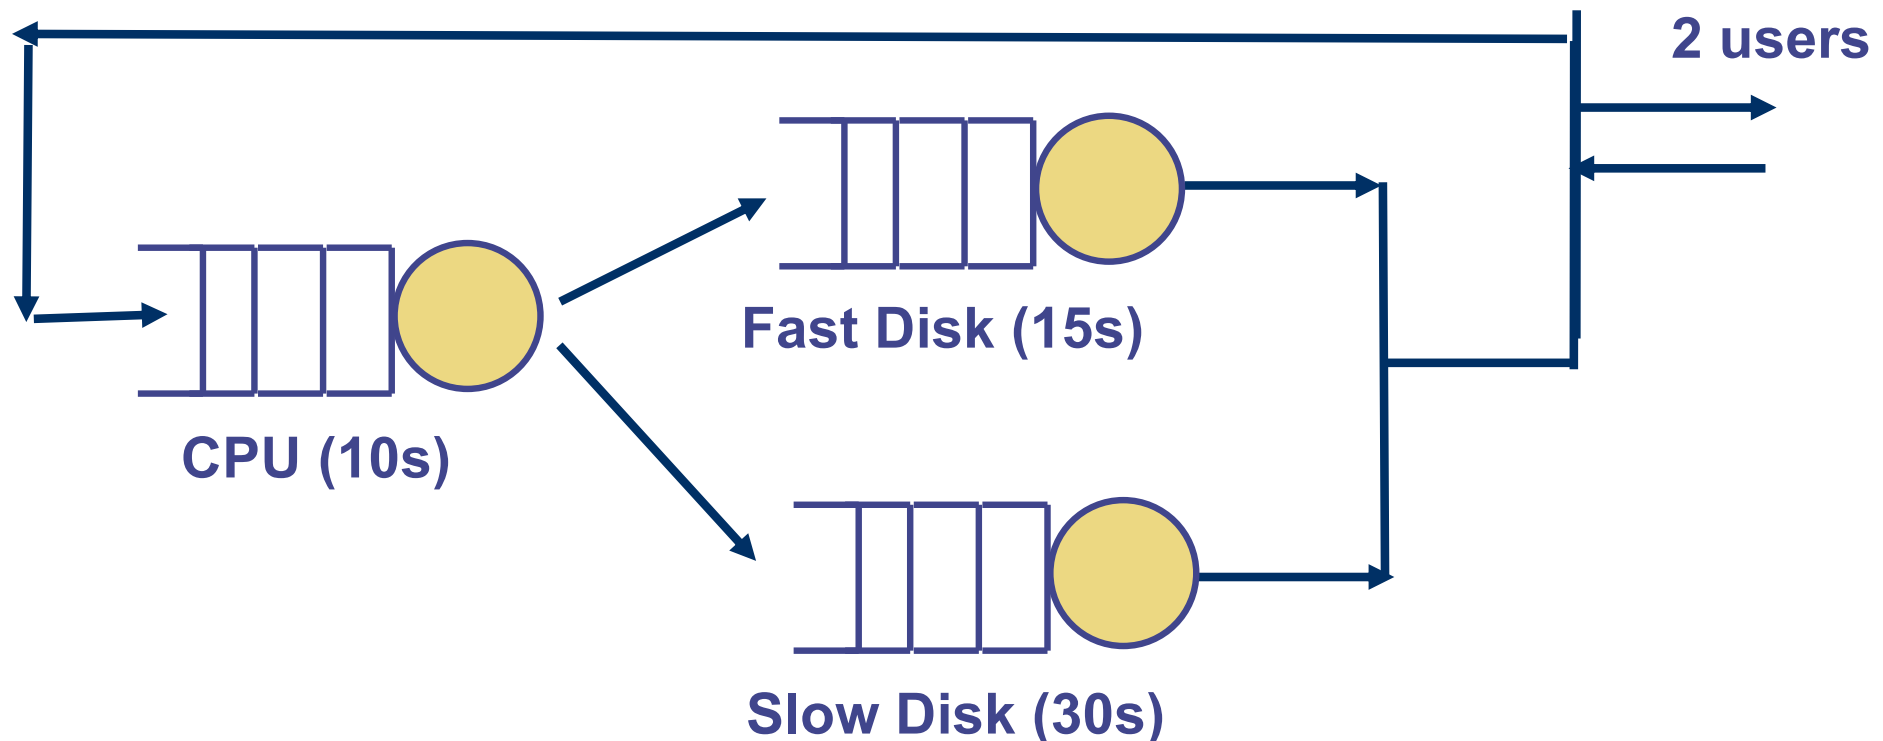 2 users
Fast Disk (15s)
CPU (10s)
Slow Disk (30s)